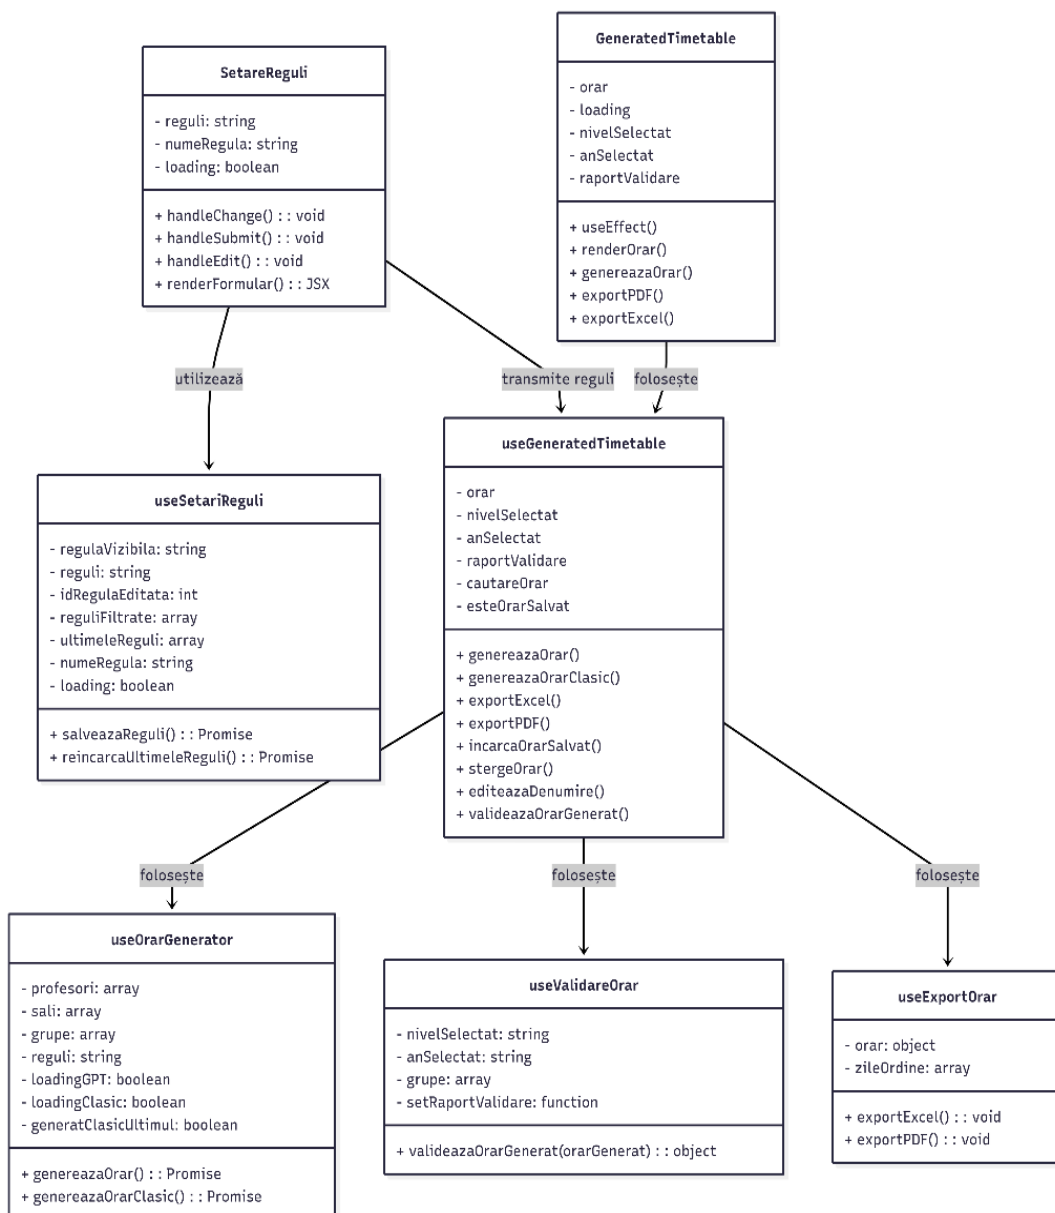 GeneratedTimetable
- orar
- loading
- nivelSelectat
- anSelectat
- raportValidare
+ useEffect()
+ renderOrar()
+ genereazaOrar()
+ exportPDF()
+ exportExcel()
SetareReguli
- reguli: string
- numeRegula: string
- loading: boolean
+ handleChange() : : void
+ handleSubmit() : : void
+ handleEdit() : : void
+ renderFormular() : : JSX
utilizează
transmite reguli
folosește
useGeneratedTimetable
- orar
- nivelSelectat
- anSelectat
- raportValidare
- cautareOrar
- esteOrarSalvat
+ genereazaOrar()
+ genereazaOrarClasic()
+ exportExcel()
+ exportPDF()
+ incarcaOrarSalvat()
+ stergeOrar()
+ editeazaDenumire()
+ valideazaOrarGenerat()
useSetariReguli
- regulaVizibila: string
- reguli: string
- idRegulaEditata: int
- reguliFiltrate: array
- ultimeleReguli: array
- numeRegula: string
- loading: boolean
+ salveazaReguli() : : Promise
+ reincarcaUltimeleReguli() : : Promise
folosește
folosește
folosește
useOrarGenerator
- profesori: array
- sali: array
- grupe: array
- reguli: string
- loadingGPT: boolean
- loadingClasic: boolean
- generatClasicUltimul: boolean
+ genereazaOrar() : : Promise
+ genereazaOrarClasic() : : Promise
useValidareOrar
- nivelSelectat: string
- anSelectat: string
- grupe: array
- setRaportValidare: function
+ valideazaOrarGenerat(orarGenerat) : : object
useExportOrar
- orar: object
- zileOrdine: array
+ exportExcel() : : void
+ exportPDF() : : void